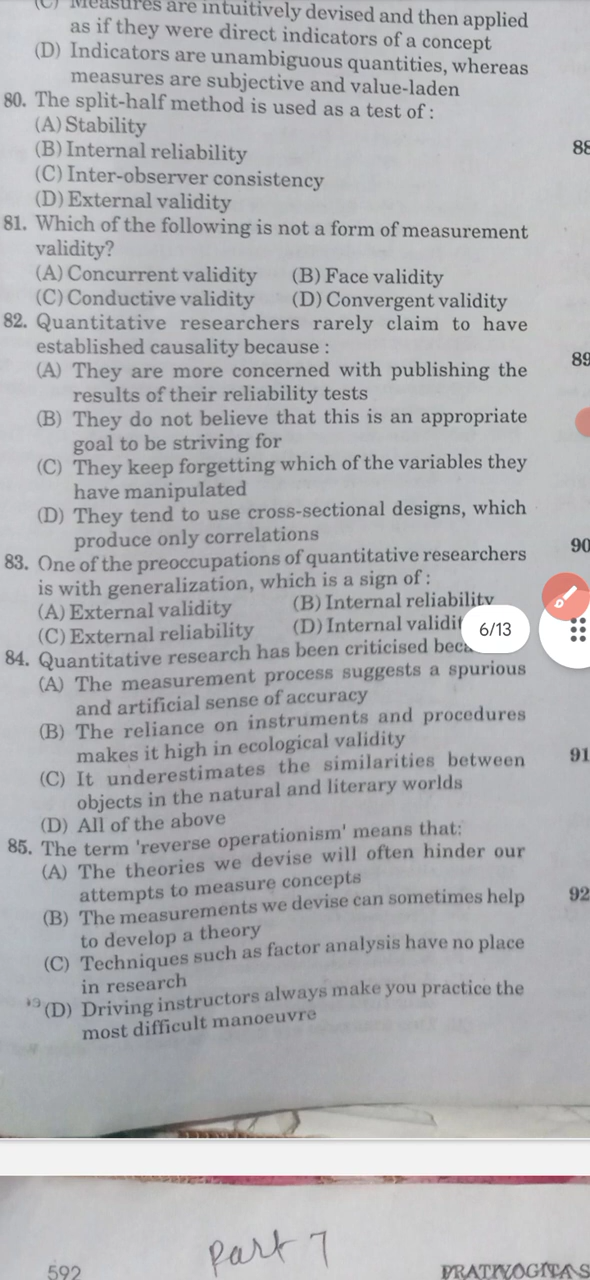 (C) Measures are intuitively devised and then applied
as if they were direct indicators of a concept
(D) Indicators are unambiguous quantities, whereas
measures are subjective and value-laden
80. The split-half method is used as a test of :
(A) Stability
(B) Internal reliability
(C) Inter-observer consistency
(D) External validity
81. Which of the following is not a form of measurement
validity?
(A) Concurrent validity (B) Face validity
(C) Conductive validity (D) Convergent validity
82. Quantitative researchers rarely claim to have
established causality because :
(A) They are more concerned with publishing the
results of their reliability tests
(B) They do not believe that this is an appropriate
goal to be striving for
(C) They keep forgetting which of the variables they
have manipulated
(D) They tend to use cross-sectional designs, which
produce only correlations
83. One of the preoccupations of quantitative researchers
is with generalization, which is a sign of :
(A) External validity (B) Internal reliability
(C) External reliability (D) Internal validit
84. Quantitative research has been criticised beca
(A) The measurement process suggests a spurious
and artificial sense of accuracy
(B) The reliance on instruments and procedures
makes it high in ecological validity
(C) It underestimates the similarities between
objects in the natural and literary worlds
(D) All of the above
85. The term 'reverse operationism' means that:
(A) The theories we devise will often hinder our
attempts to measure concepts
(B) The measurements we devise can sometimes help
to develop a theory
(C) Techniques such as factor analysis have no place
in research
(D) Driving instructors always make you practice the
most difficult manoeuvre
88
89
90
6/13
91
92
Part 7
592 PRATIYOGITA S